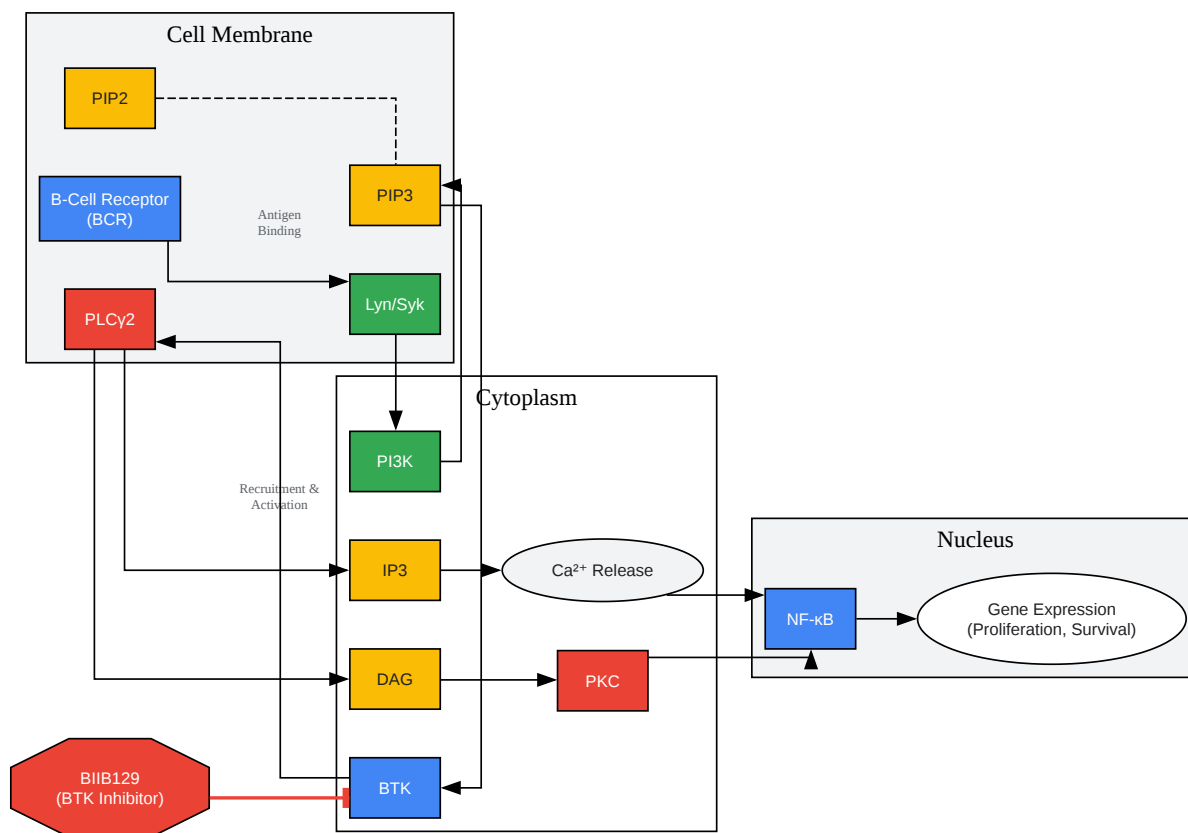 Cell Membrane
PIP2
B-Cell Receptor
(BCR)
Antigen
Binding
PIP3
Lyn/Syk
PLCγ2
Cytoplasm
PI3K
Recruitment &
Activation
IP3
Ca²⁺ Release
Nucleus
NF-κB
Gene Expression
(Proliferation, Survival)
DAG
PKC
BIIB129
(BTK Inhibitor)
BTK